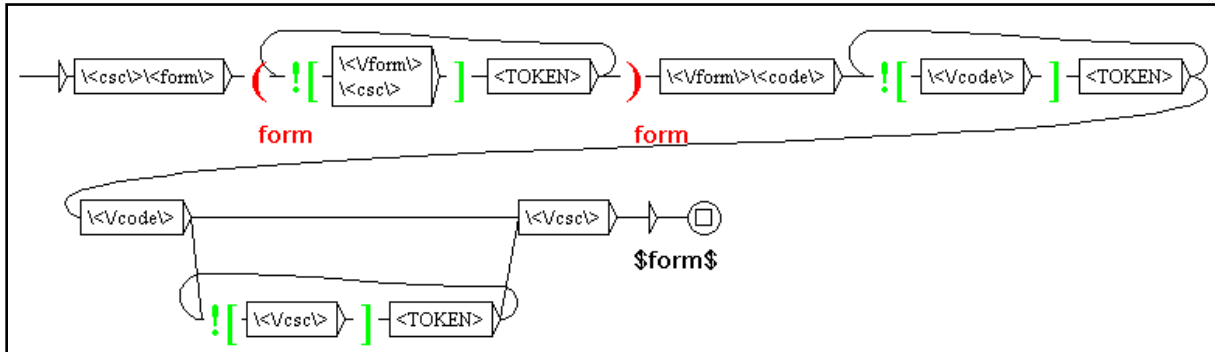 \<csc\>\<form\> ( ![ \<\/form\> ] <TOKEN> ) \<\/form\>\<code\> ![ \<\/code\> ] <TOKEN>
\<csc\>
form form
\<\/code\> \<\/csc\>
$form$
![ \<\/csc\> ] <TOKEN>